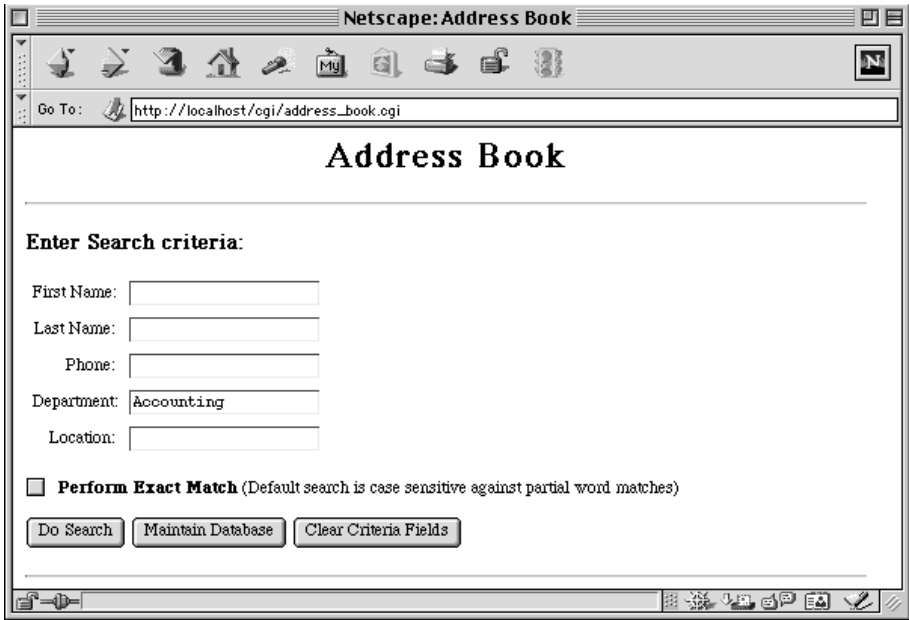 Netscape: Address Book
My
N
Go To: http://localhost/cgi/address_book.cgi
Address Book
Enter Search criteria:
First Name:
Last Name:
Phone:
Department: Accounting
Location:
Perform Exact Match (Default search is case sensitive against partial word matches)
Do Search Maintain Database Clear Criteria Fields